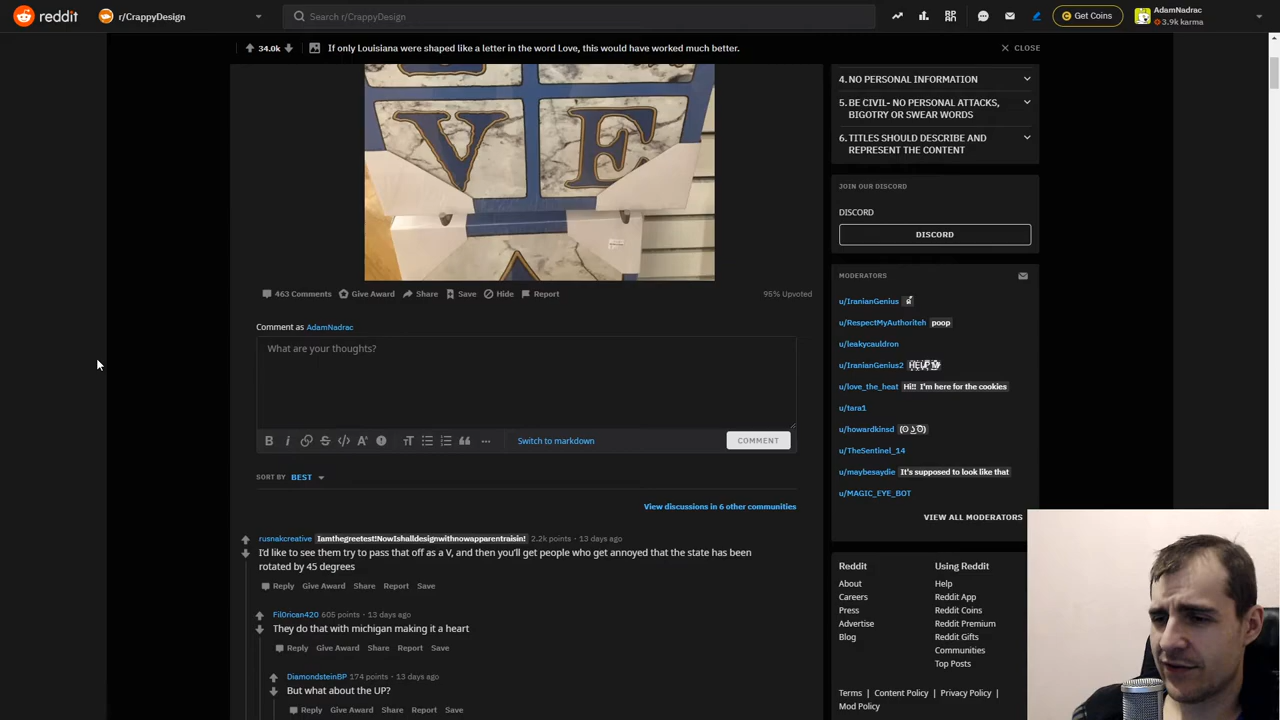 reddit
r/CrappyDesign
Search r/CrappyDesign
Get Coins
AdamNadrac
3.9k karma
34.0k
If only Louisiana were shaped like a letter in the word Love, this would have worked much better.
CLOSE
V E
463 Comments
Give Award
Share
Save
Hide
Report
95% Upvoted
Comment as AdamNadrac
What are your thoughts?
Switch to markdown
COMMENT
SORT BY BEST
View discussions in 6 other communities
rusnakcreative Iamthegreetest!NowIshalldesignwithnowapparentraisin! 2.2k points · 13 days ago
I'd like to see them try to pass that off as a V, and then you'll get people who get annoyed that the state has been
rotated by 45 degrees
Reply Give Award Share Report Save
Fil0rican420 605 points · 13 days ago
They do that with michigan making it a heart
Reply Give Award Share Report Save
DiamondsteinBP 174 points · 13 days ago
But what about the UP?
Reply Give Award Share Report Save
4. NO PERSONAL INFORMATION
5. BE CIVIL- NO PERSONAL ATTACKS,
BIGOTRY OR SWEAR WORDS
6. TITLES SHOULD DESCRIBE AND
REPRESENT THE CONTENT
JOIN OUR DISCORD
DISCORD
DISCORD
MODERATORS
u/IranianGenius
u/RespectMyAuthoriteh poop
u/leakycauldron
u/IranianGenius2
u/love_the_heat Hi!! I'm here for the cookies
u/tara1
u/howardkinsd
u/TheSentinel_14
u/maybesaydie It's supposed to look like that
u/MAGIC_EYE_BOT
VIEW ALL MODERATORS
Reddit
About
Careers
Press
Advertise
Blog
Using Reddit
Help
Reddit App
Reddit Coins
Reddit Premium
Reddit Gifts
Communities
Top Posts
Terms | Content Policy | Privacy Policy |
Mod Policy